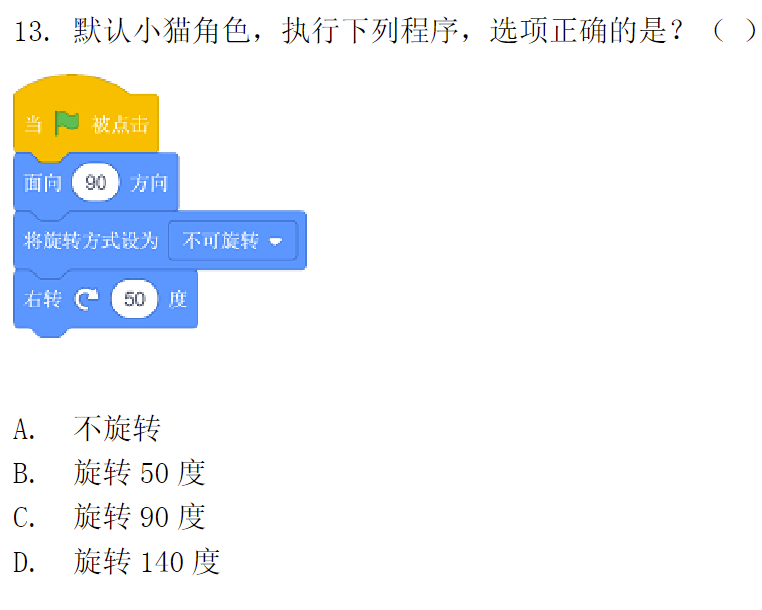 13. 默认小猫角色，执行下列程序，选项正确的是？（ ）
当 被点击
面向 90 方向
将旋转方式设为 不可旋转
右转 50 度
A. 不旋转
B. 旋转 50 度
C. 旋转 90 度
D. 旋转 140 度